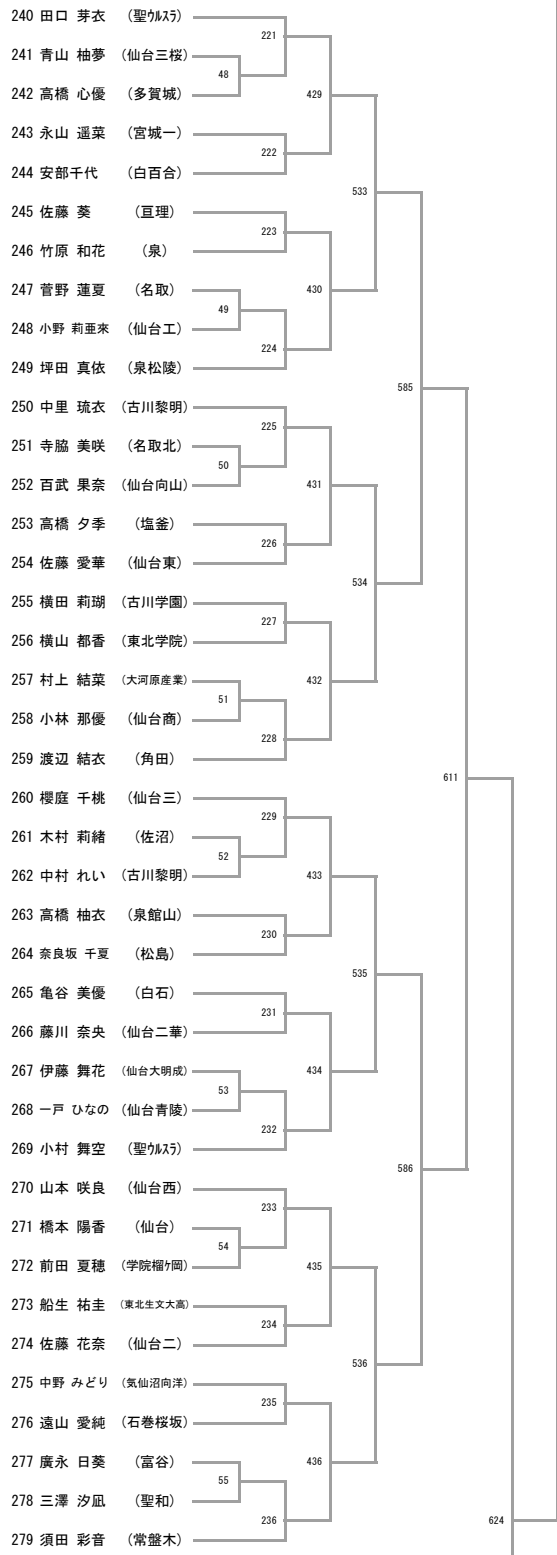 240 田口 芽衣 (聖ウルスラ)
221
241 青山 柚夢 (仙台三桜)
48
242 高橋 心優 (多賀城)
429
243 永山 遥菜 (宮城一)
222
244 安部千代 (白百合)
533
245 佐藤 葵 (亘理)
223
246 竹原 和花 (泉)
247 菅野 蓮夏 (名取)
430
49
248 小野 莉亜來 (仙台工)
224
249 坪田 真依 (泉松陵)
585
250 中里 琉衣 (古川黎明)
225
251 寺脇 美咲 (名取北)
50
252 百武 果奈 (仙台向山)
431
253 高橋 夕季 (塩釜)
226
254 佐藤 愛華 (仙台東)
534
255 横田 莉瑚 (古川学園)
227
256 横山 都香 (東北学院)
257 村上 結菜 (大河原産業)
432
51
258 小林 那優 (仙台商)
228
259 渡辺 結衣 (角田)
611
260 櫻庭 千桃 (仙台三)
229
261 木村 莉緒 (佐沼)
52
262 中村 れい (古川黎明)
433
263 高橋 柚衣 (泉館山)
230
264 奈良坂 千夏 (松島)
535
265 亀谷 美優 (白石)
231
266 藤川 奈央 (仙台二華)
267 伊藤 舞花 (仙台大明成)
434
53
268 一戸 ひなの (仙台青陵)
232
269 小村 舞空 (聖ウルスラ)
586
270 山本 咲良 (仙台西)
233
271 橋本 陽香 (仙台)
54
272 前田 夏穂 (学院榴ケ岡)
435
273 船生 祐圭 (東北生文大高)
234
274 佐藤 花奈 (仙台二)
536
275 中野 みどり (気仙沼向洋)
235
276 遠山 愛純 (石巻桜坂)
277 廣永 日葵 (富谷)
436
55
278 三澤 汐凪 (聖和)
236
624
279 須田 彩音 (常盤木)